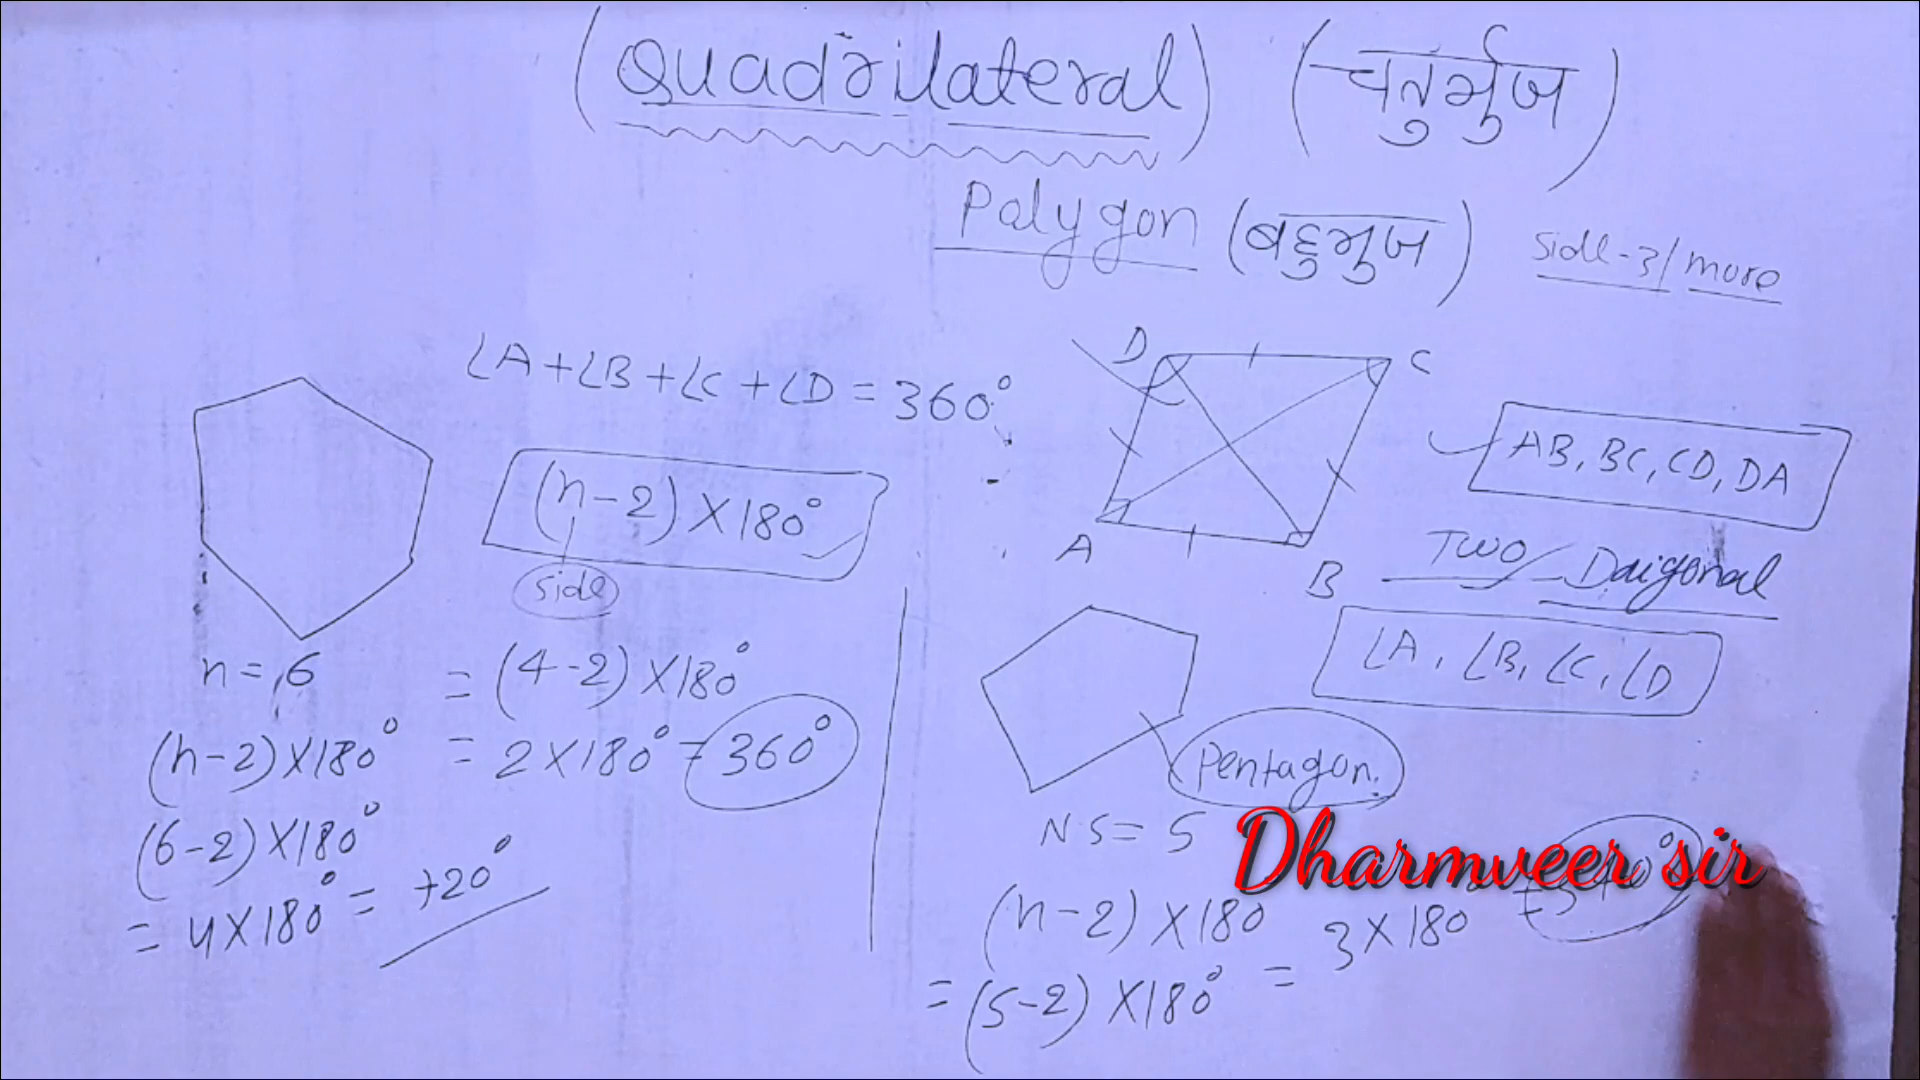 (Quadrilateral) (चतुर्भुज)
Polygon (बहुभुज) Side-3/more
∠A+∠B+∠C+∠D=360°
D C
AB, BC, CD, DA
(n-2)×180°
side
A B
Two Daigonal
∠A, ∠B, ∠C, ∠D
n=6
=(4-2)×180°
(n-2)×180°
=2×180°=360°
Pentagon.
(6-2)×180°
=4×180°=720°
N.S=5
Dharmveer sir
(n-2)×180 3×180 =540°
=(5-2)×180° =